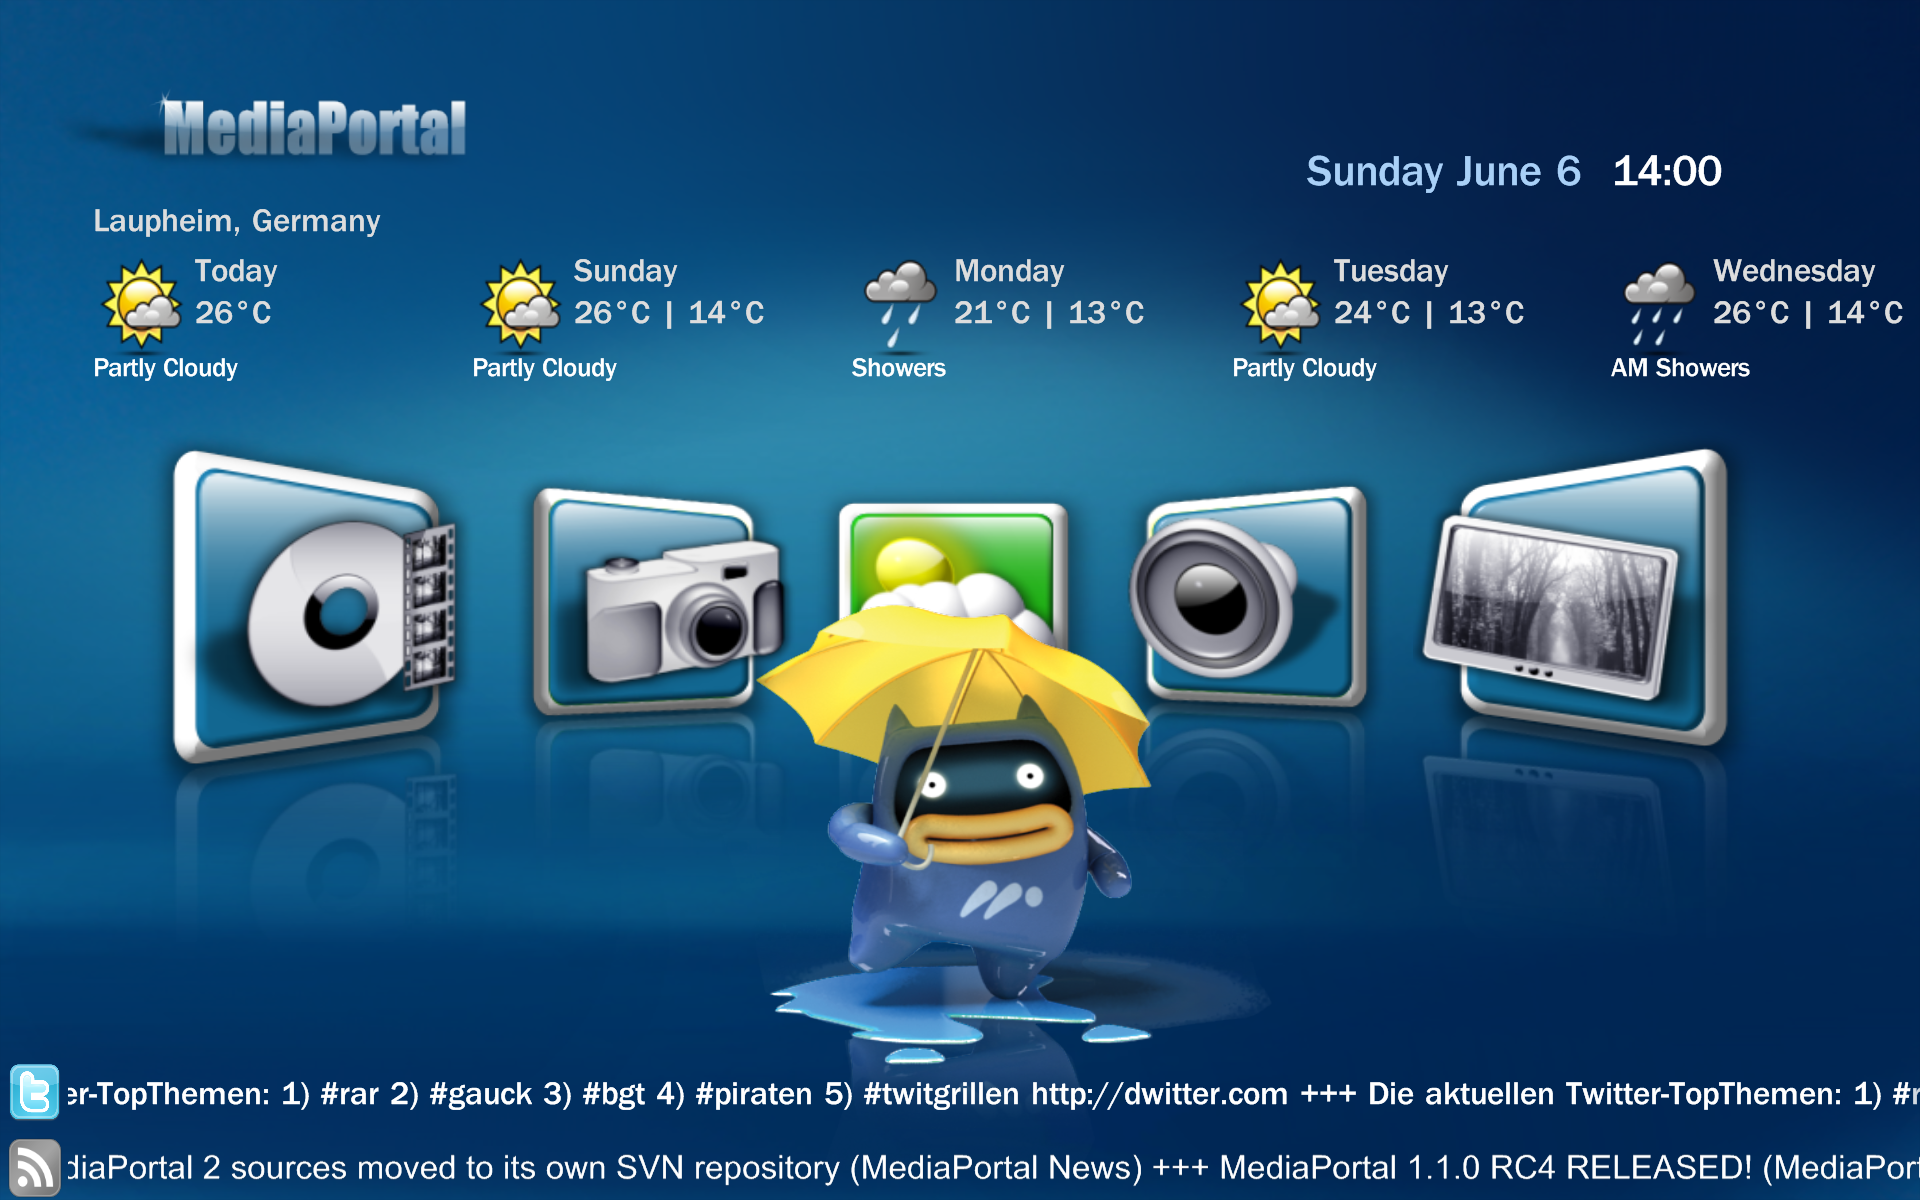 MediaPortal
Sunday June 6 14:00
Laupheim, Germany
Today
26°C
Partly Cloudy
Sunday
26°C | 14°C
Partly Cloudy
Monday
21°C | 13°C
Showers
Tuesday
24°C | 13°C
Partly Cloudy
Wednesday
26°C | 14°C
AM Showers
er-TopThemen: 1) #rar 2) #gauck 3) #bgt 4) #piraten 5) #twitgrillen http://dwitter.com +++ Die aktuellen Twitter-TopThemen: 1) #r
diaPortal 2 sources moved to its own SVN repository (MediaPortal News) +++ MediaPortal 1.1.0 RC4 RELEASED! (MediaPort